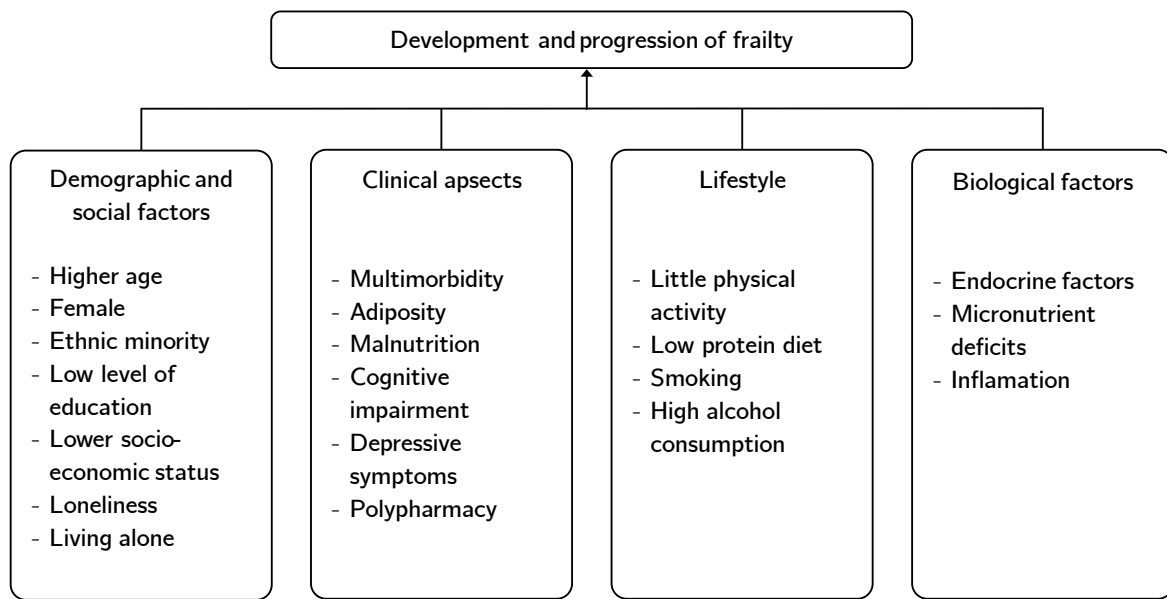 Development and progression of frailty
Demographic and
social factors
- Higher age
- Female
- Ethnic minority
- Low level of
education
- Lower socio-
economic status
- Loneliness
- Living alone
Clinical apsects
- Multimorbidity
- Adiposity
- Malnutrition
- Cognitive
impairment
- Depressive
symptoms
- Polypharmacy
Lifestyle
- Little physical
activity
- Low protein diet
- Smoking
- High alcohol
consumption
Biological factors
- Endocrine factors
- Micronutrient
deficits
- Inflamation